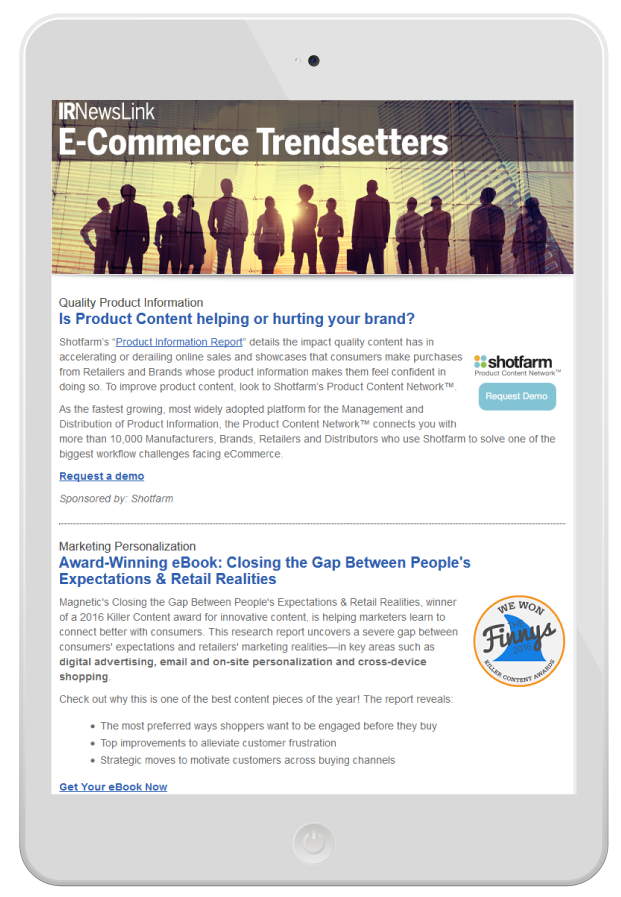 IRNewsLink
E-Commerce Trendsetters
Quality Product Information
Is Product Content helping or hurting your brand?
Shotfarm's “Product Information Report” details the impact quality content has in
accelerating or derailing online sales and showcases that consumers make purchases
from Retailers and Brands whose product information makes them feel confident in
doing so. To improve product content, look to Shotfarm's Product Content Network™.
shotfarm
Product Content Network™
Request Demo
As the fastest growing, most widely adopted platform for the Management and
Distribution of Product Information, the Product Content Network™ connects you with
more than 10,000 Manufacturers, Brands, Retailers and Distributors who use Shotfarm to solve one of the
biggest workflow challenges facing eCommerce.
Request a demo
Sponsored by: Shotfarm
Marketing Personalization
Award-Winning eBook: Closing the Gap Between People's
Expectations & Retail Realities
Magnetic's Closing the Gap Between People's Expectations & Retail Realities, winner
of a 2016 Killer Content award for innovative content, is helping marketers learn to
connect better with consumers. This research report uncovers a severe gap between
consumers' expectations and retailers' marketing realities—in key areas such as
digital advertising, email and on-site personalization and cross-device
shopping.
WE WON
THE
Finnys
2016
KILLER CONTENT AWARDS
Check out why this is one of the best content pieces of the year! The report reveals:
• The most preferred ways shoppers want to be engaged before they buy
• Top improvements to alleviate customer frustration
• Strategic moves to motivate customers across buying channels
Get Your eBook Now